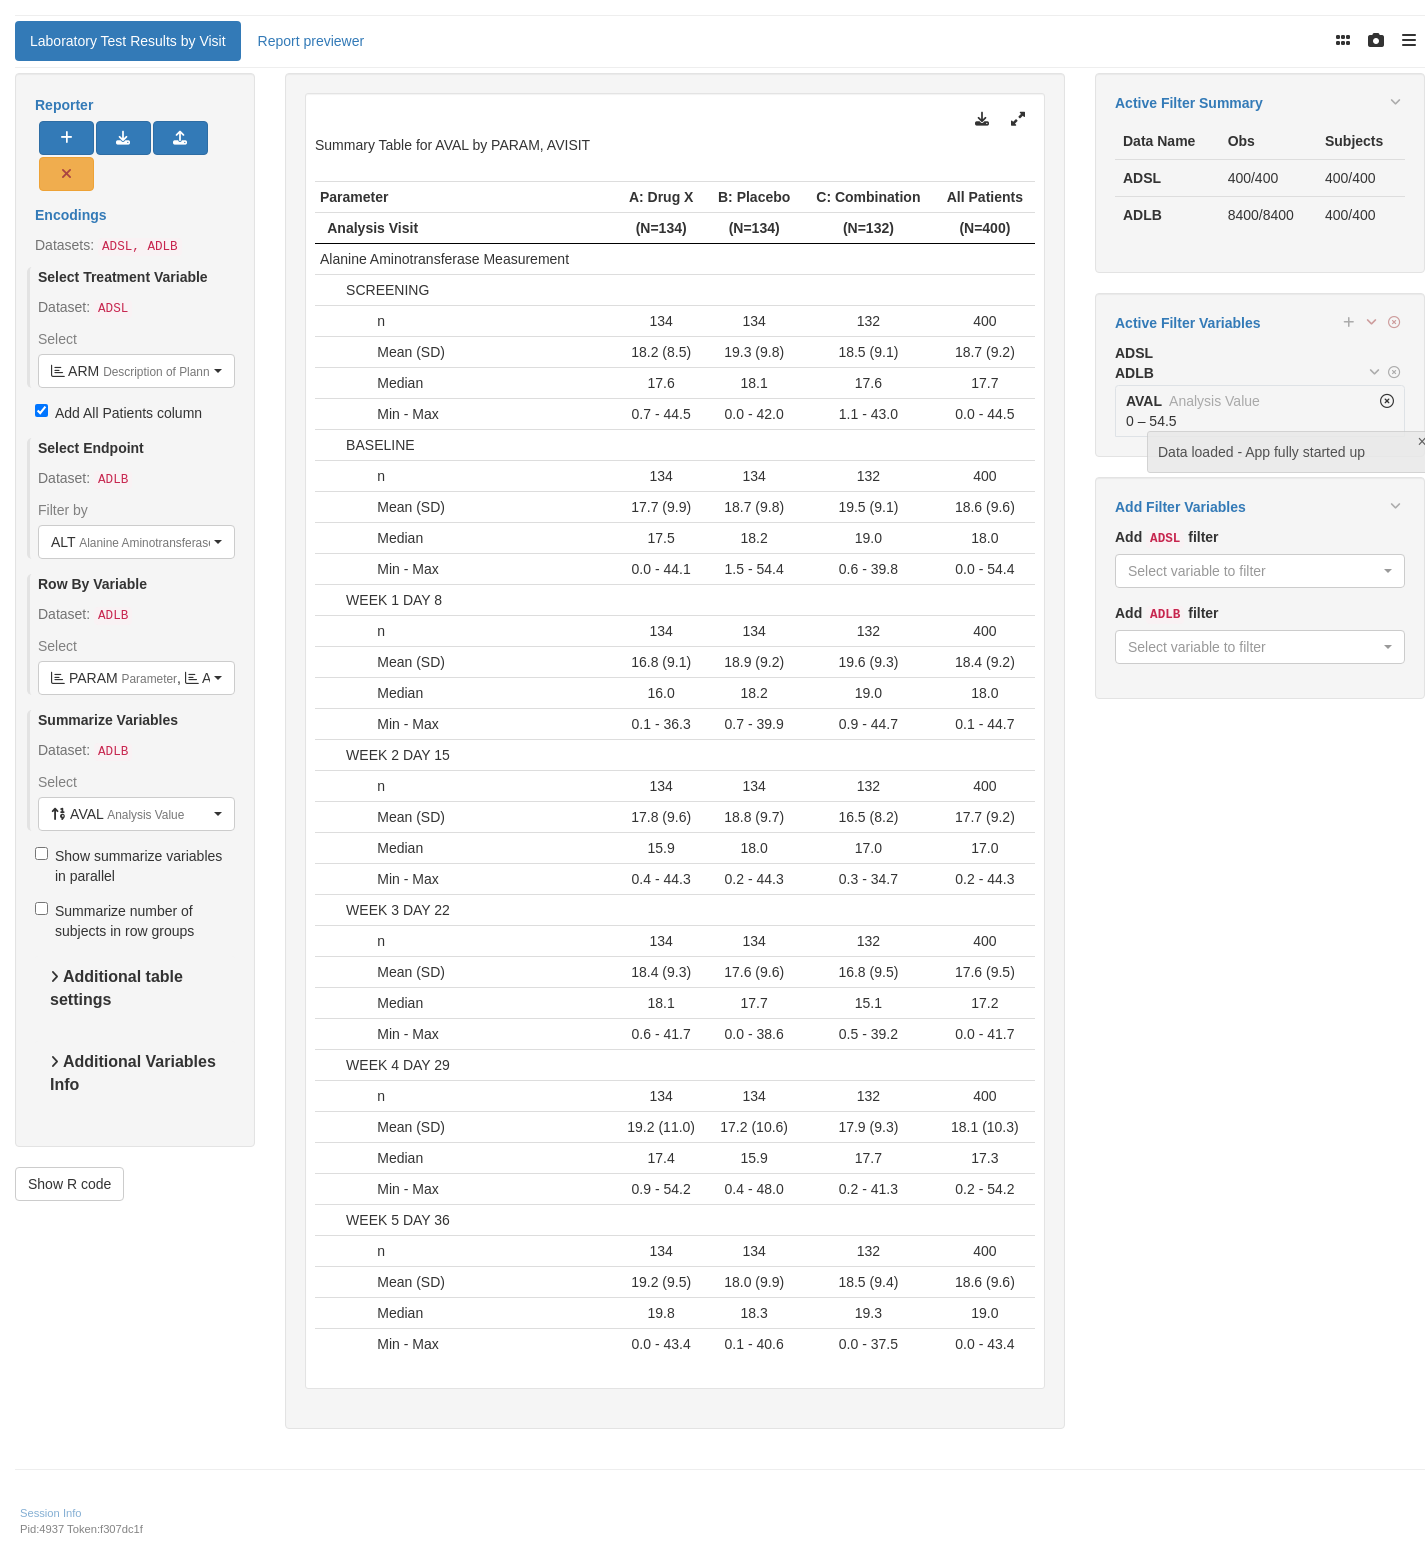 Laboratory Test Results by Visit
Report previewer
Reporter
Encodings
Datasets: ADSL, ADLB
Select Treatment Variable
Dataset: ADSL
Select
ARM Description of Plann
Add All Patients column
Select Endpoint
Dataset: ADLB
Filter by
ALT Alanine Aminotransferase
Row By Variable
Dataset: ADLB
Select
PARAM Parameter, A
Summarize Variables
Dataset: ADLB
Select
AVAL Analysis Value
Show summarize variables
in parallel
Summarize number of
subjects in row groups
Additional table
settings
Additional Variables
Info
Show R code
Summary Table for AVAL by PARAM, AVISIT
Parameter A: Drug X B: Placebo C: Combination All Patients
Analysis Visit (N=134) (N=134) (N=132) (N=400)
Alanine Aminotransferase Measurement
SCREENING
n 134 134 132 400
Mean (SD) 18.2 (8.5) 19.3 (9.8) 18.5 (9.1) 18.7 (9.2)
Median 17.6 18.1 17.6 17.7
Min - Max 0.7 - 44.5 0.0 - 42.0 1.1 - 43.0 0.0 - 44.5
BASELINE
n 134 134 132 400
Mean (SD) 17.7 (9.9) 18.7 (9.8) 19.5 (9.1) 18.6 (9.6)
Median 17.5 18.2 19.0 18.0
Min - Max 0.0 - 44.1 1.5 - 54.4 0.6 - 39.8 0.0 - 54.4
WEEK 1 DAY 8
n 134 134 132 400
Mean (SD) 16.8 (9.1) 18.9 (9.2) 19.6 (9.3) 18.4 (9.2)
Median 16.0 18.2 19.0 18.0
Min - Max 0.1 - 36.3 0.7 - 39.9 0.9 - 44.7 0.1 - 44.7
WEEK 2 DAY 15
n 134 134 132 400
Mean (SD) 17.8 (9.6) 18.8 (9.7) 16.5 (8.2) 17.7 (9.2)
Median 15.9 18.0 17.0 17.0
Min - Max 0.4 - 44.3 0.2 - 44.3 0.3 - 34.7 0.2 - 44.3
WEEK 3 DAY 22
n 134 134 132 400
Mean (SD) 18.4 (9.3) 17.6 (9.6) 16.8 (9.5) 17.6 (9.5)
Median 18.1 17.7 15.1 17.2
Min - Max 0.6 - 41.7 0.0 - 38.6 0.5 - 39.2 0.0 - 41.7
WEEK 4 DAY 29
n 134 134 132 400
Mean (SD) 19.2 (11.0) 17.2 (10.6) 17.9 (9.3) 18.1 (10.3)
Median 17.4 15.9 17.7 17.3
Min - Max 0.9 - 54.2 0.4 - 48.0 0.2 - 41.3 0.2 - 54.2
WEEK 5 DAY 36
n 134 134 132 400
Mean (SD) 19.2 (9.5) 18.0 (9.9) 18.5 (9.4) 18.6 (9.6)
Median 19.8 18.3 19.3 19.0
Min - Max 0.0 - 43.4 0.1 - 40.6 0.0 - 37.5 0.0 - 43.4
Active Filter Summary
Data Name Obs Subjects
ADSL 400/400 400/400
ADLB 8400/8400 400/400
Active Filter Variables
ADSL
ADLB
AVAL Analysis Value
0 – 54.5
Data loaded - App fully started up
Add Filter Variables
Add ADSL filter
Select variable to filter
Add ADLB filter
Select variable to filter
Session Info
Pid:4937 Token:f307dc1f